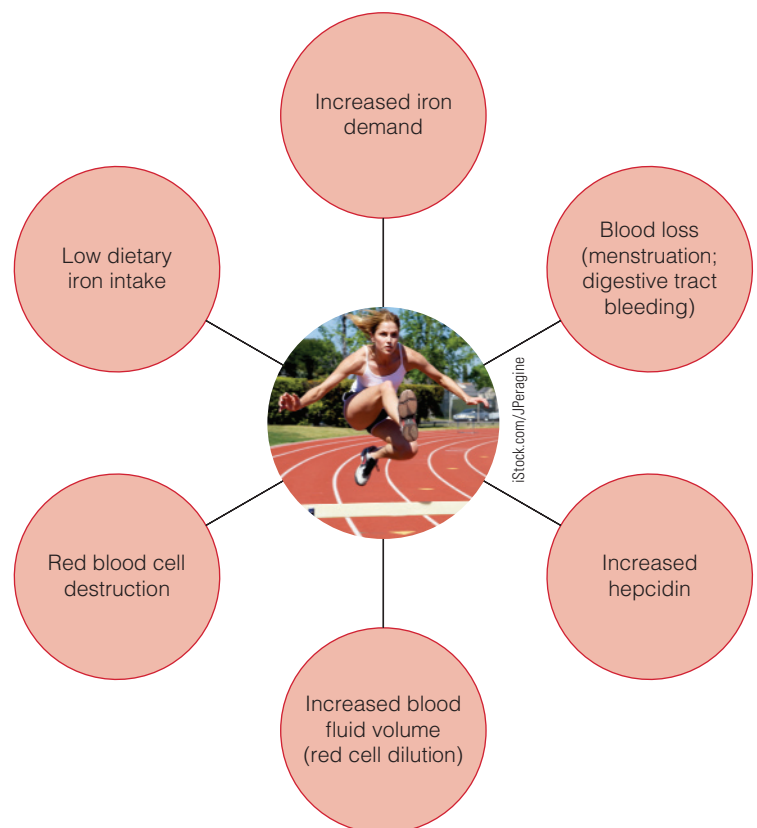 Increased iron
demand
Blood loss
(menstruation;
digestive tract
bleeding)
Increased
hepcidin
Increased blood
fluid volume
(red cell dilution)
Red blood cell
destruction
Low dietary
iron intake
iStock.com/JPeragine